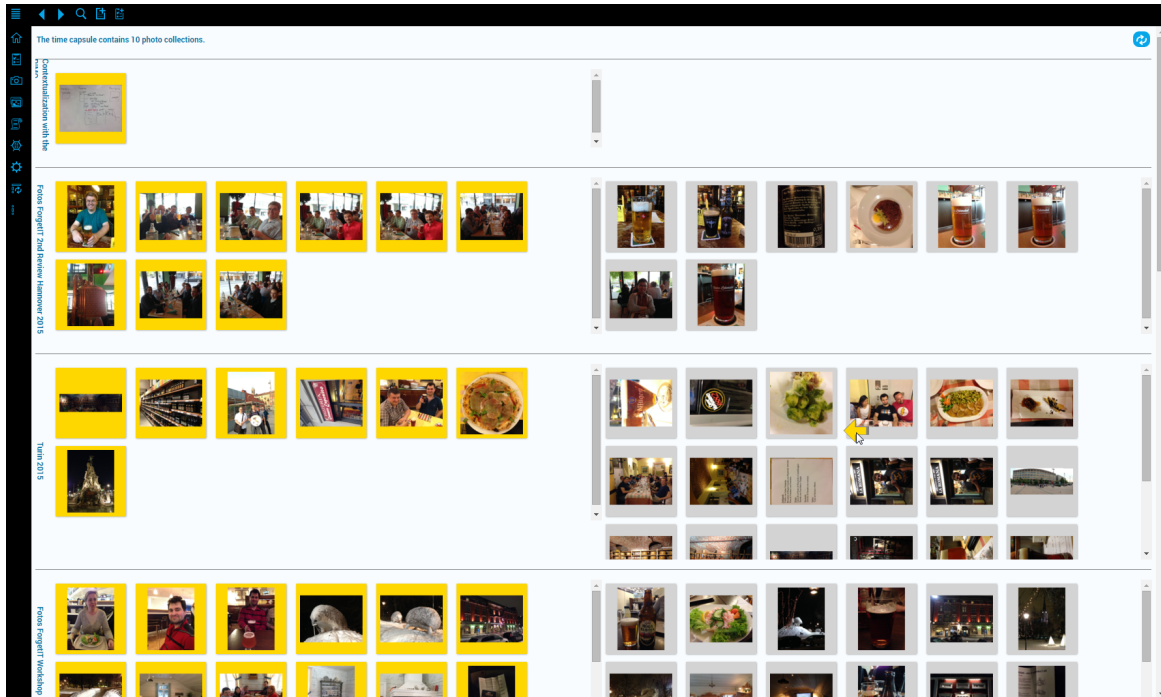 The time capsule contains 10 photo collections.
Contextualization with the
Fotos ForgetIT 2nd Review Hannover 2015
Turin 2015
Fotos ForgetIT Workshop